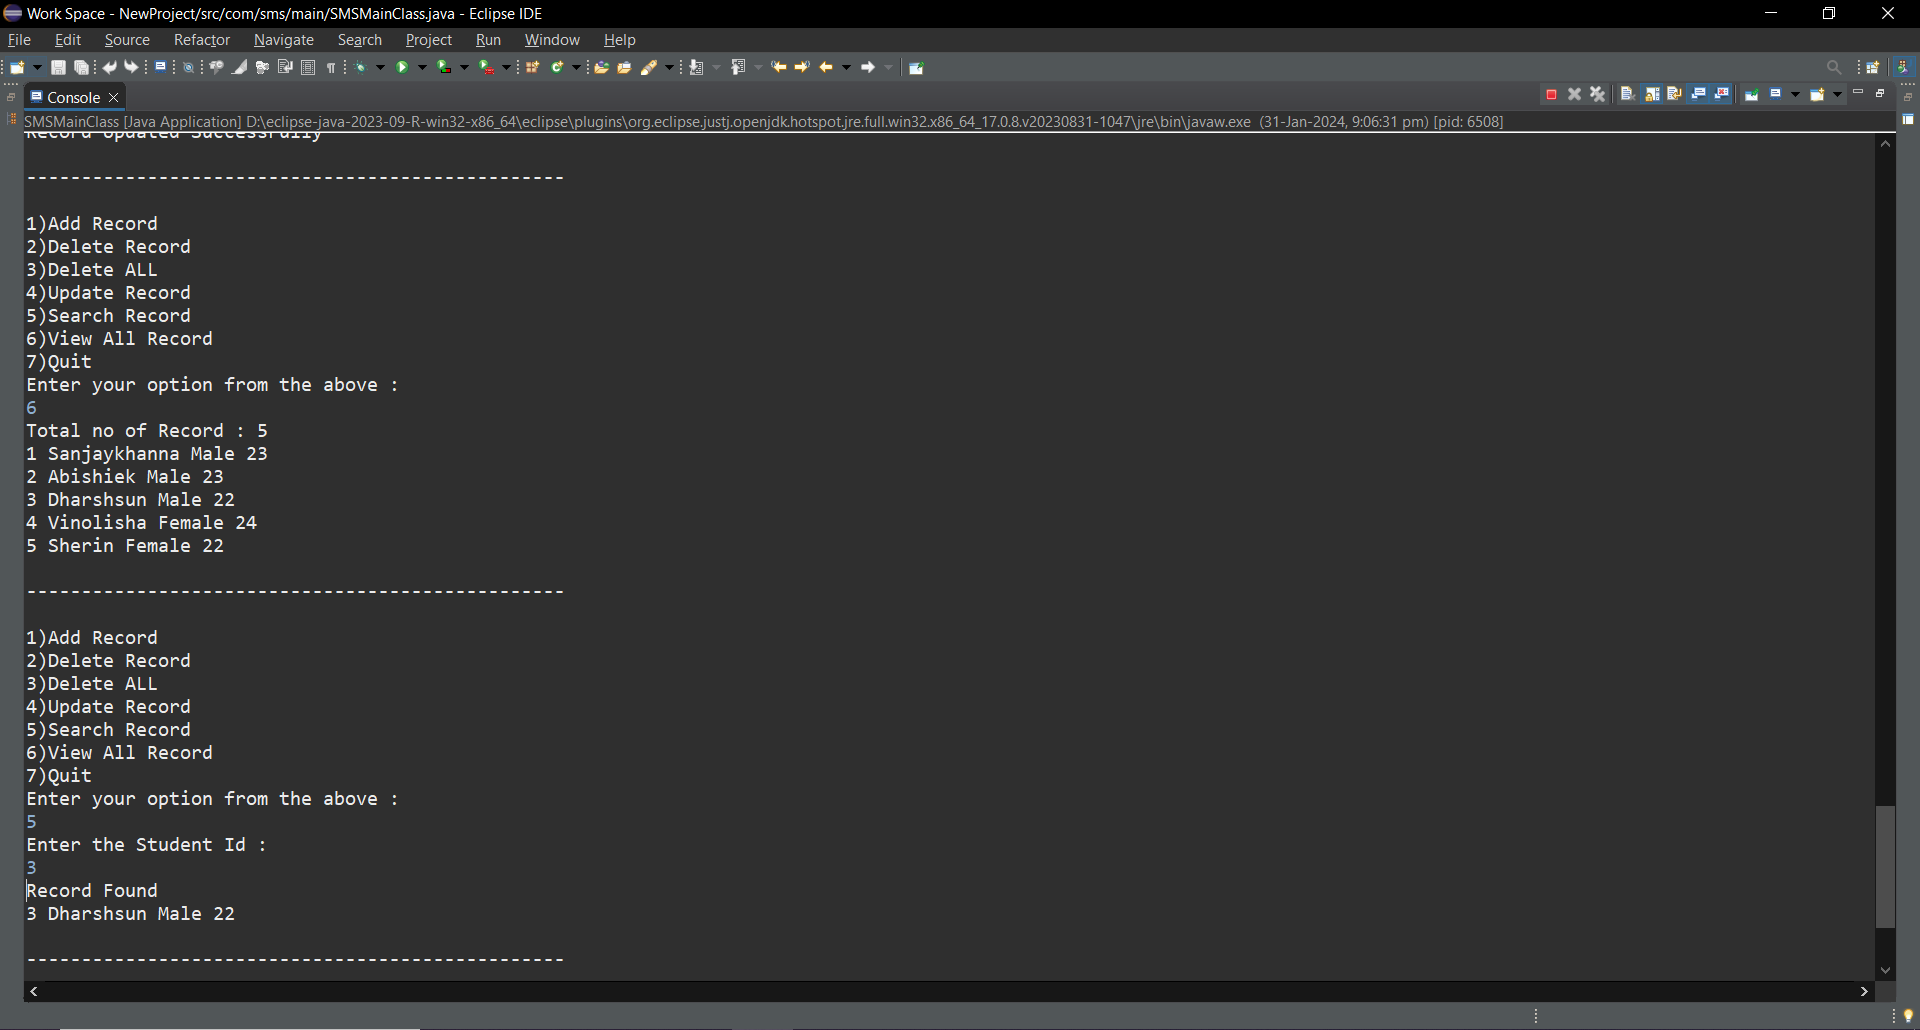 Work Space - NewProject/src/com/sms/main/SMSMainClass.java - Eclipse IDE
File Edit Source Refactor Navigate Search Project Run Window Help
Console
SMSMainClass [Java Application] D:\eclipse-java-2023-09-R-win32-x86_64\eclipse\plugins\org.eclipse.justj.openjdk.hotspot.jre.full.win32.x86_64_17.0.8.v20230831-1047\jre\bin\javaw.exe (31-Jan-2024, 9:06:31 pm) [pid: 6508]
Record Updated Successfully
-------------------------------------------------
1)Add Record
2)Delete Record
3)Delete ALL
4)Update Record
5)Search Record
6)View All Record
7)Quit
Enter your option from the above :
6
Total no of Record : 5
1 Sanjaykhanna Male 23
2 Abishiek Male 23
3 Dharshsun Male 22
4 Vinolisha Female 24
5 Sherin Female 22
-------------------------------------------------
1)Add Record
2)Delete Record
3)Delete ALL
4)Update Record
5)Search Record
6)View All Record
7)Quit
Enter your option from the above :
5
Enter the Student Id :
3
Record Found
3 Dharshsun Male 22
-------------------------------------------------